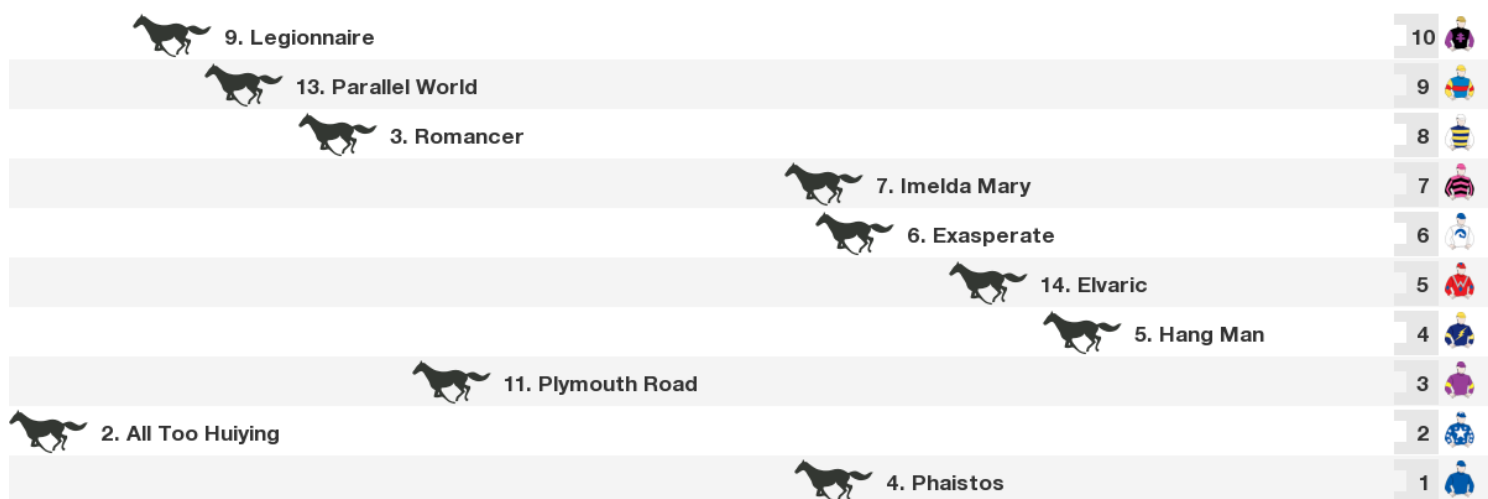 9. Legionnaire 10
13. Parallel World 9
3. Romancer 8
7. Imelda Mary 7
6. Exasperate 6
14. Elvaric 5
5. Hang Man 4
11. Plymouth Road 3
2. All Too Huiying 2
4. Phaistos 1